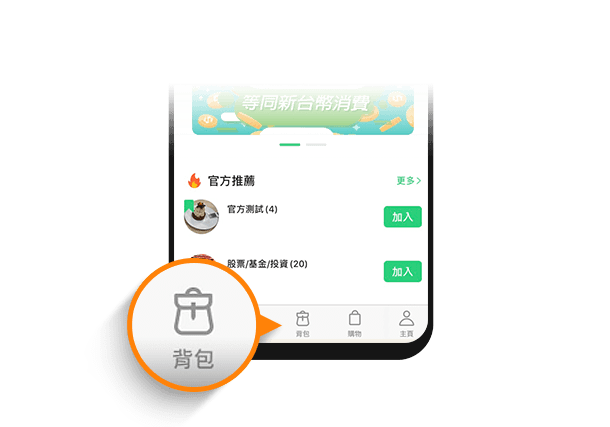 等同新台幣消費
官方推薦
更多>
官方測試(4)
加入
股票/基金/投資(20)
加入
背包
購物
主頁
背包